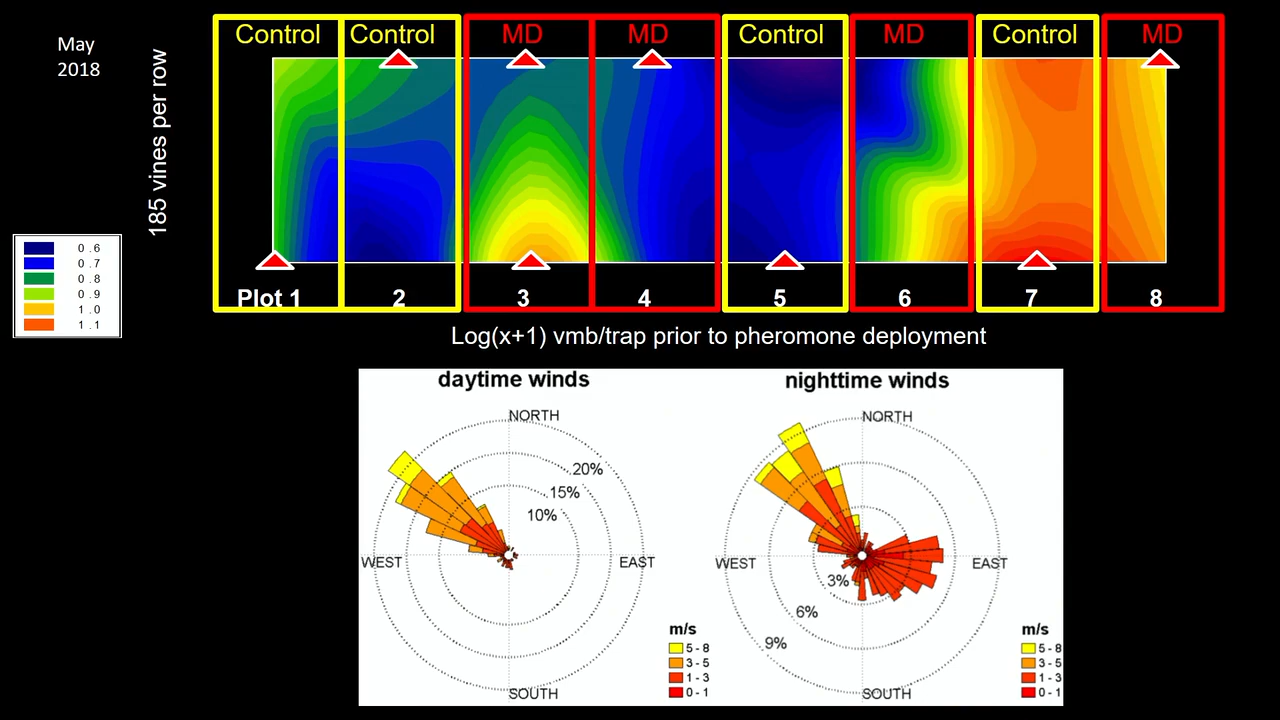 May
2018
185 vines per row
Control Control MD MD Control MD Control MD
0.6
0.7
0.8
0.9
1.0
1.1
Plot 1 2 3 4 5 6 7 8
Log(x+1) vmb/trap prior to pheromone deployment
daytime winds
NORTH
20%
15%
10%
WEST
EAST
SOUTH
m/s
5 - 8
3 - 5
1 - 3
0 - 1
nighttime winds
NORTH
WEST
EAST
3%
6%
9%
SOUTH
m/s
5 - 8
3 - 5
1 - 3
0 - 1